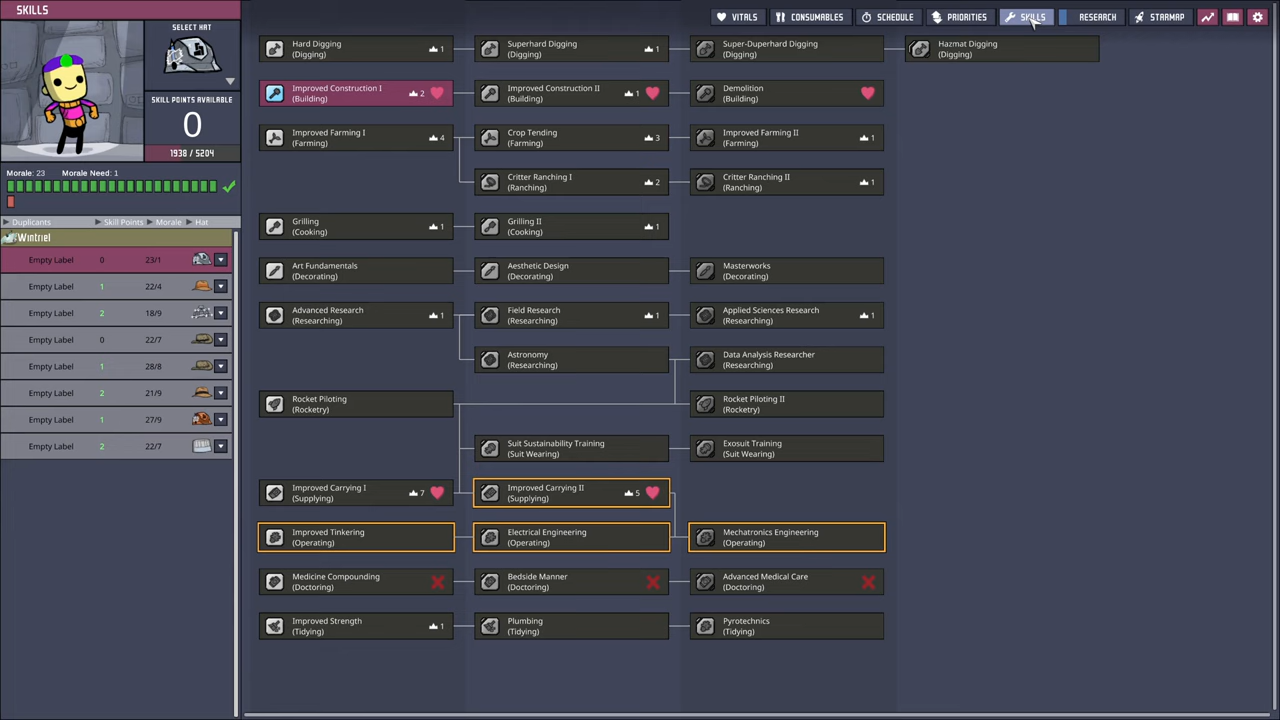 SKILLS
VITALS
CONSUMABLES
SCHEDULE
PRIORITIES
SKILLS
RESEARCH
STARMAP
SELECT HAT
SKILL POINTS AVAILABLE
0
1938 / 5204
Morale: 23
Morale Need: 1
Duplicants
Skill Points
Morale
Hat
Wintriel
Empty Label 0 23/1
Empty Label 1 22/4
Empty Label 2 18/9
Empty Label 0 22/7
Empty Label 1 28/8
Empty Label 2 21/9
Empty Label 1 27/9
Empty Label 2 22/7
Hard Digging
(Digging)
1
Superhard Digging
(Digging)
1
Super-Duperhard Digging
(Digging)
Hazmat Digging
(Digging)
Improved Construction I
(Building)
2
Improved Construction II
(Building)
1
Demolition
(Building)
Improved Farming I
(Farming)
4
Crop Tending
(Farming)
3
Improved Farming II
(Farming)
1
Critter Ranching I
(Ranching)
2
Critter Ranching II
(Ranching)
1
Grilling
(Cooking)
1
Grilling II
(Cooking)
1
Art Fundamentals
(Decorating)
Aesthetic Design
(Decorating)
Masterworks
(Decorating)
Advanced Research
(Researching)
1
Field Research
(Researching)
1
Applied Sciences Research
(Researching)
1
Astronomy
(Researching)
Data Analysis Researcher
(Researching)
Rocket Piloting
(Rocketry)
Rocket Piloting II
(Rocketry)
Suit Sustainability Training
(Suit Wearing)
Exosuit Training
(Suit Wearing)
Improved Carrying I
(Supplying)
7
Improved Carrying II
(Supplying)
5
Improved Tinkering
(Operating)
Electrical Engineering
(Operating)
Mechatronics Engineering
(Operating)
Medicine Compounding
(Doctoring)
Bedside Manner
(Doctoring)
Advanced Medical Care
(Doctoring)
Improved Strength
(Tidying)
1
Plumbing
(Tidying)
Pyrotechnics
(Tidying)